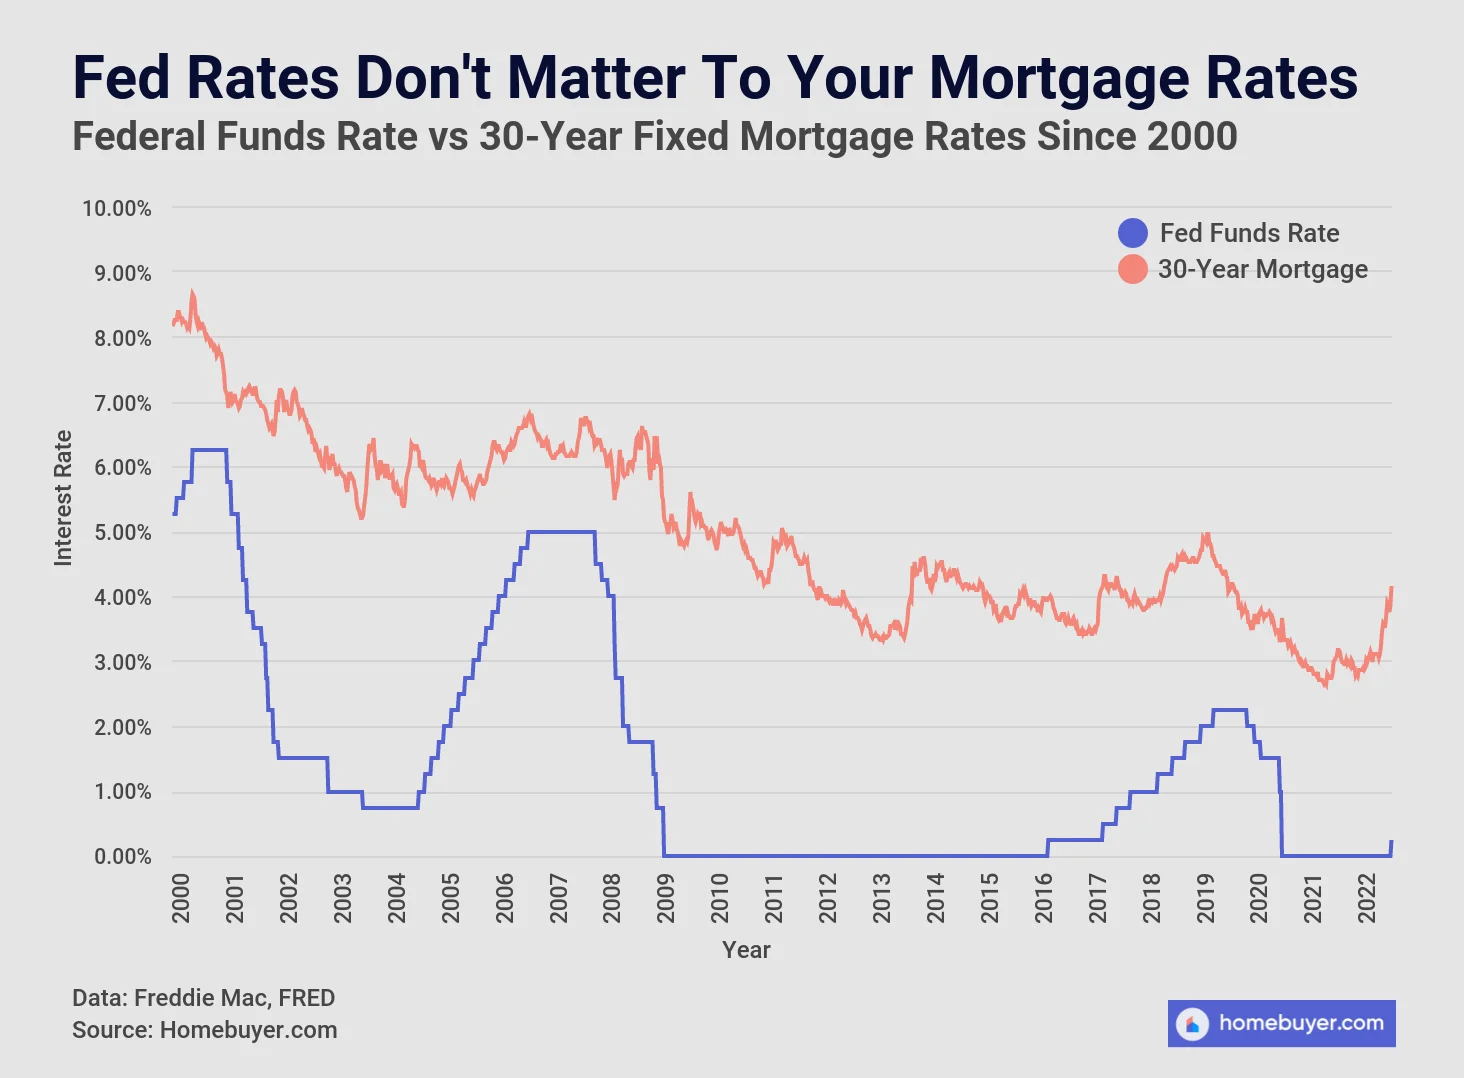 Fed Rates Don't Matter To Your Mortgage Rates
Federal Funds Rate vs 30-Year Fixed Mortgage Rates Since 2000
Fed Funds Rate
30-Year Mortgage
10.00%
9.00%
8.00%
7.00%
6.00%
5.00%
4.00%
3.00%
2.00%
1.00%
0.00%
Interest Rate
2000 2001 2002 2003 2004 2005 2006 2007 2008 2009 2010 2011 2012 2013 2014 2015 2016 2017 2018 2019 2020 2021 2022
Year
Data: Freddie Mac, FRED
Source: Homebuyer.com
homebuyer.com